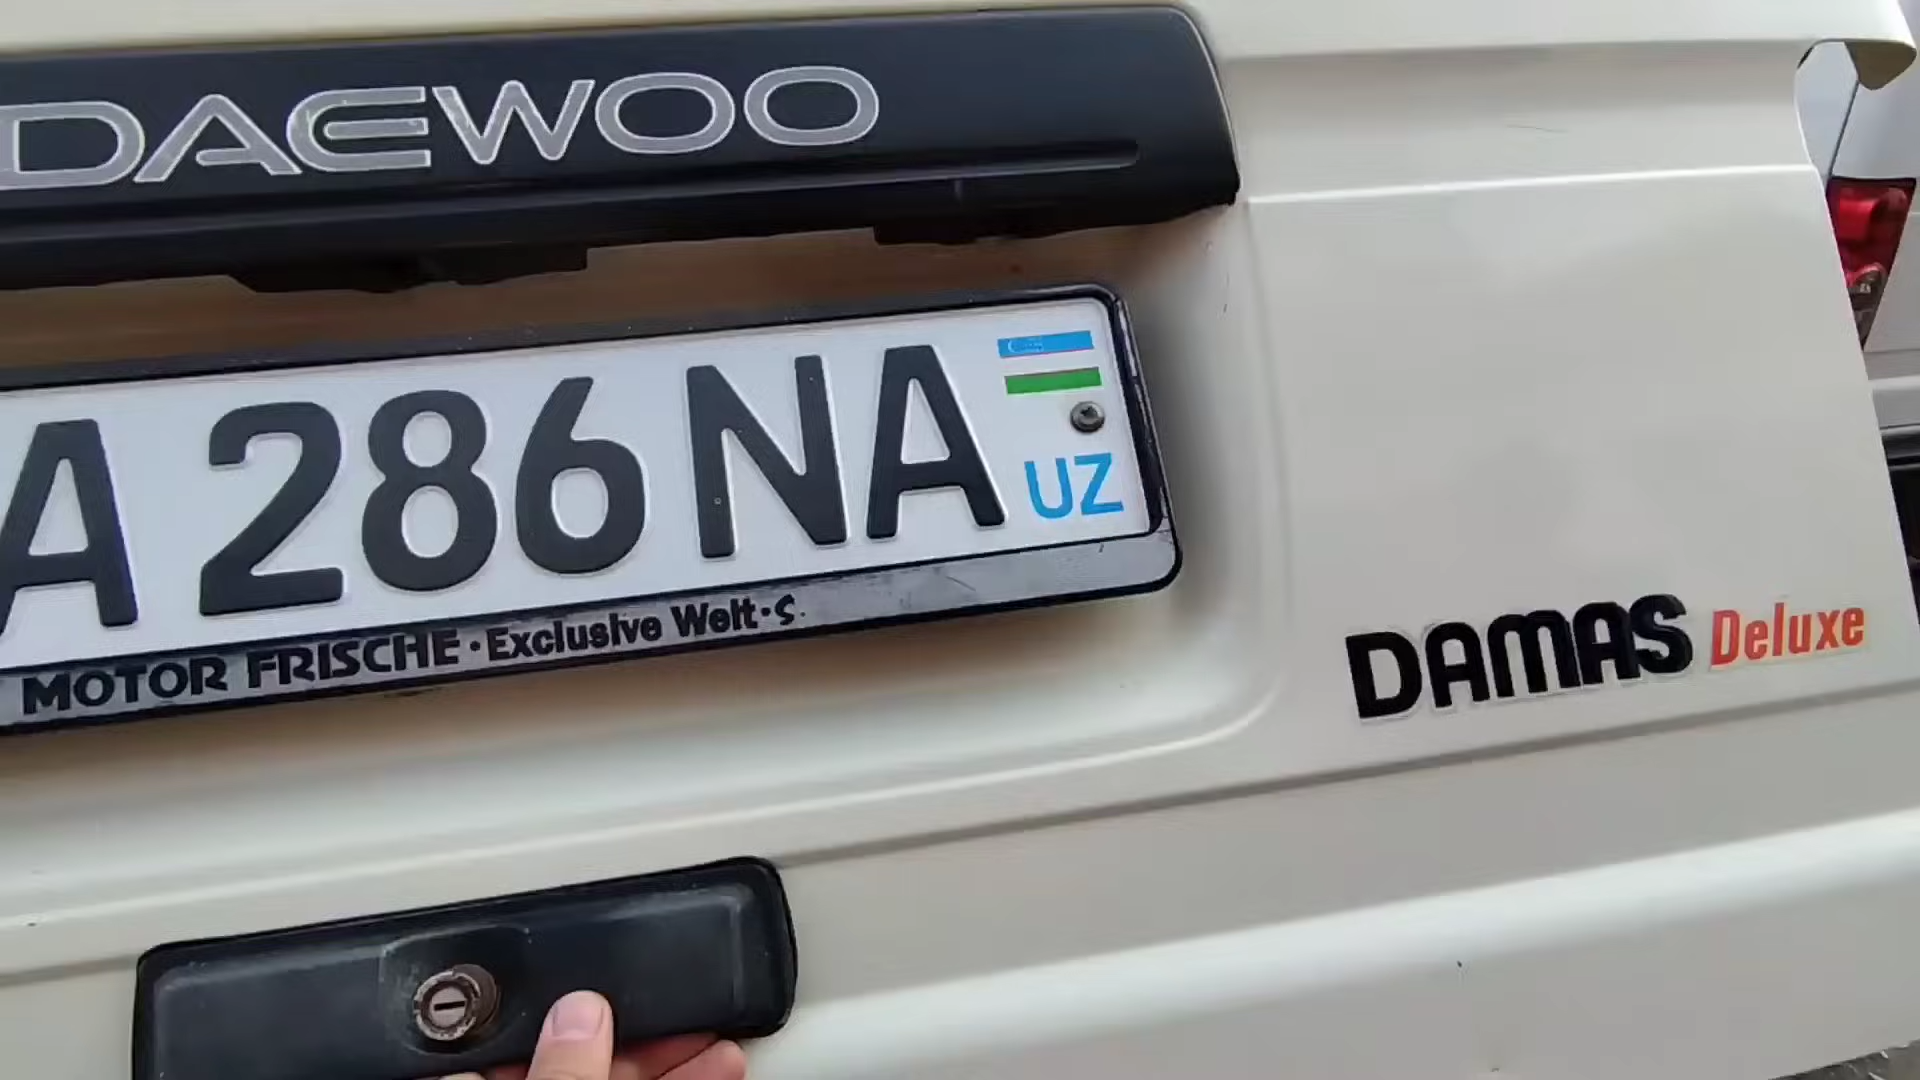 DAEWOO
A 286 NA
UZ
MOTOR FRISCHE · Exclusive Welt · S.
DAMAS Deluxe